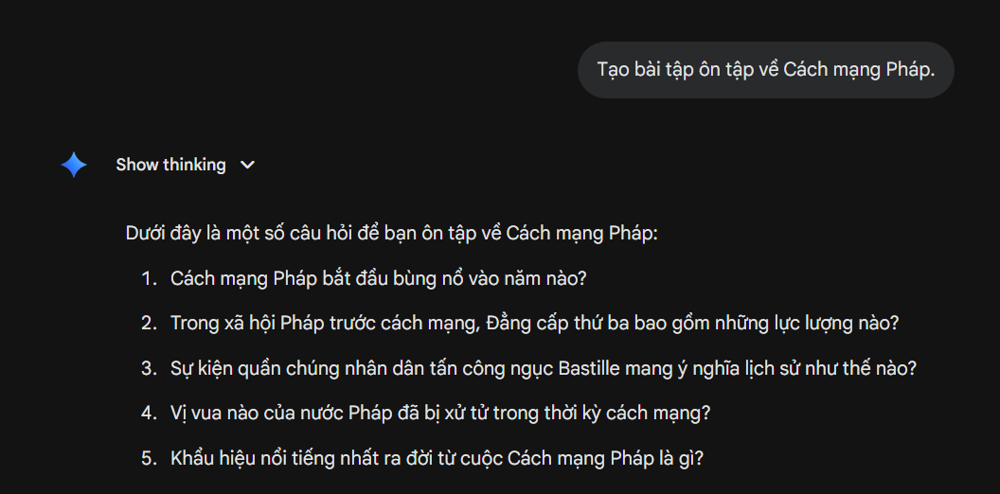 Tạo bài tập ôn tập về Cách mạng Pháp.
Show thinking
Dưới đây là một số câu hỏi để bạn ôn tập về Cách mạng Pháp:
1. Cách mạng Pháp bắt đầu bùng nổ vào năm nào?
2. Trong xã hội Pháp trước cách mạng, Đẳng cấp thứ ba bao gồm những lực lượng nào?
3. Sự kiện quần chúng nhân dân tấn công ngục Bastille mang ý nghĩa lịch sử như thế nào?
4. Vị vua nào của nước Pháp đã bị xử tử trong thời kỳ cách mạng?
5. Khẩu hiệu nổi tiếng nhất ra đời từ cuộc Cách mạng Pháp là gì?